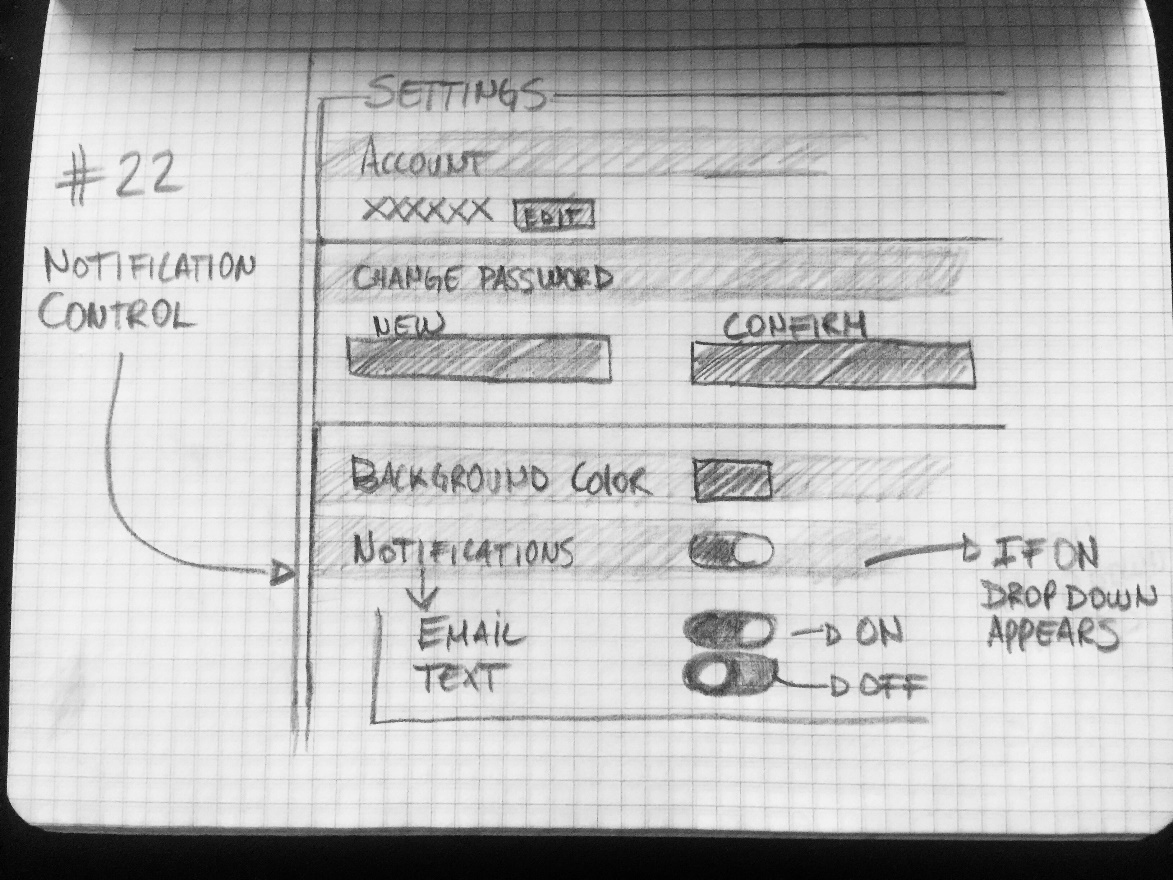 #22
NOTIFICATION
CONTROL
SETTINGS
ACCOUNT
XXXXXX EDIT
CHANGE PASSWORD
NEW CONFIRM
BACKGROUND COLOR
NOTIFICATIONS
IF ON
DROP DOWN
APPEARS
EMAIL ON
TEXT OFF